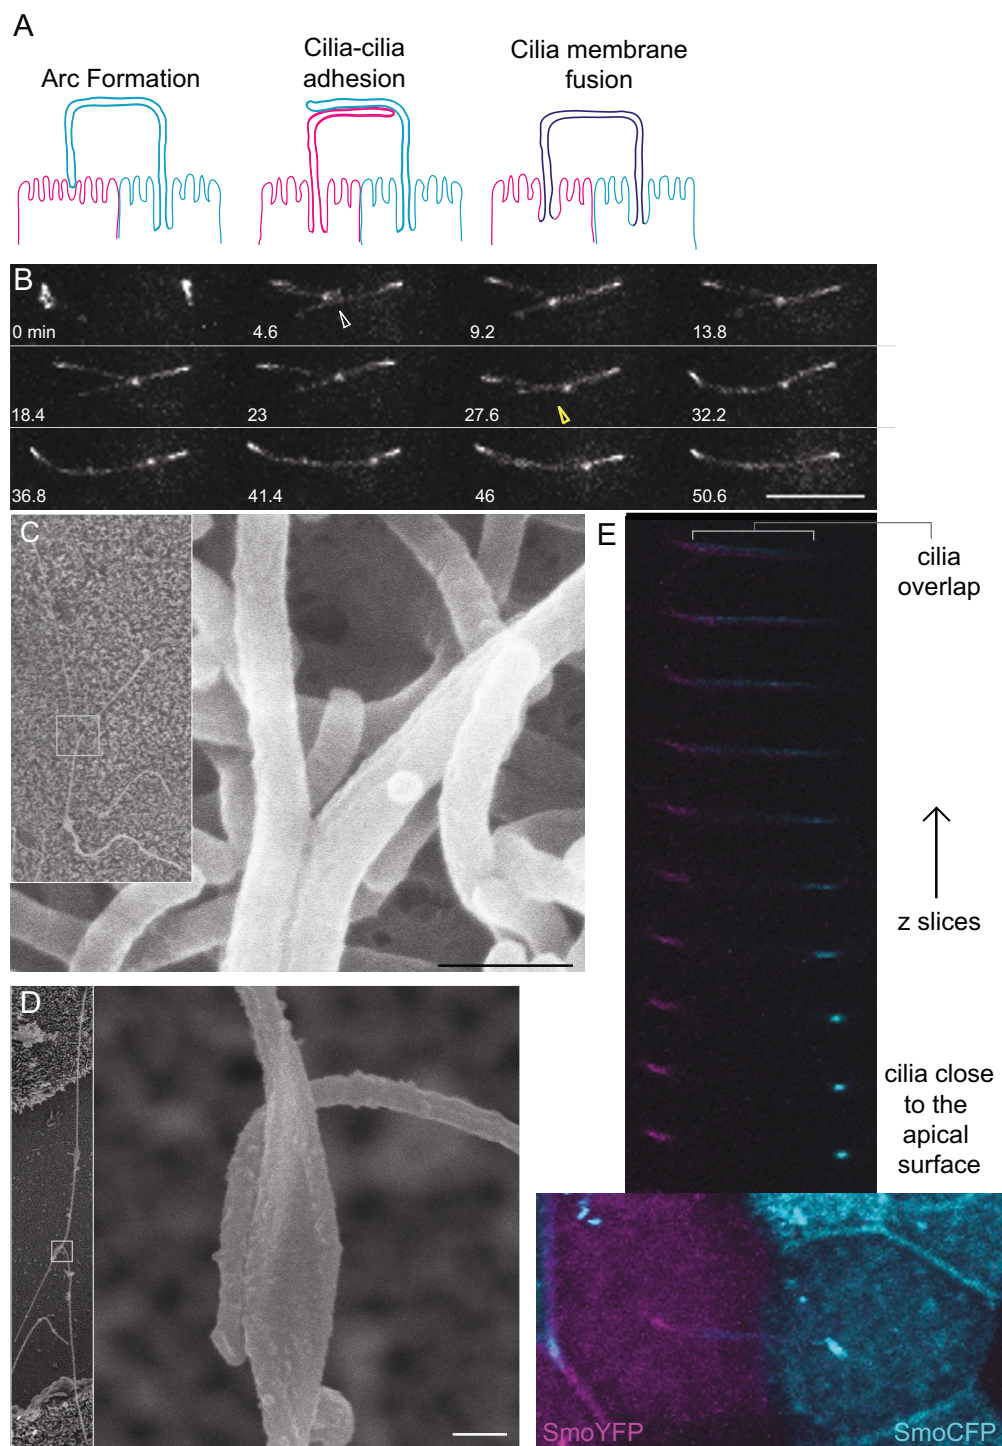 A
Arc Formation
Cilia-cilia
adhesion
Cilia membrane
fusion
B
0 min
4.6
9.2
13.8
18.4
23
27.6
32.2
36.8
41.4
46
50.6
C
E
cilia
overlap
z slices
cilia close
to the
apical
surface
D
SmoYFP
SmoCFP